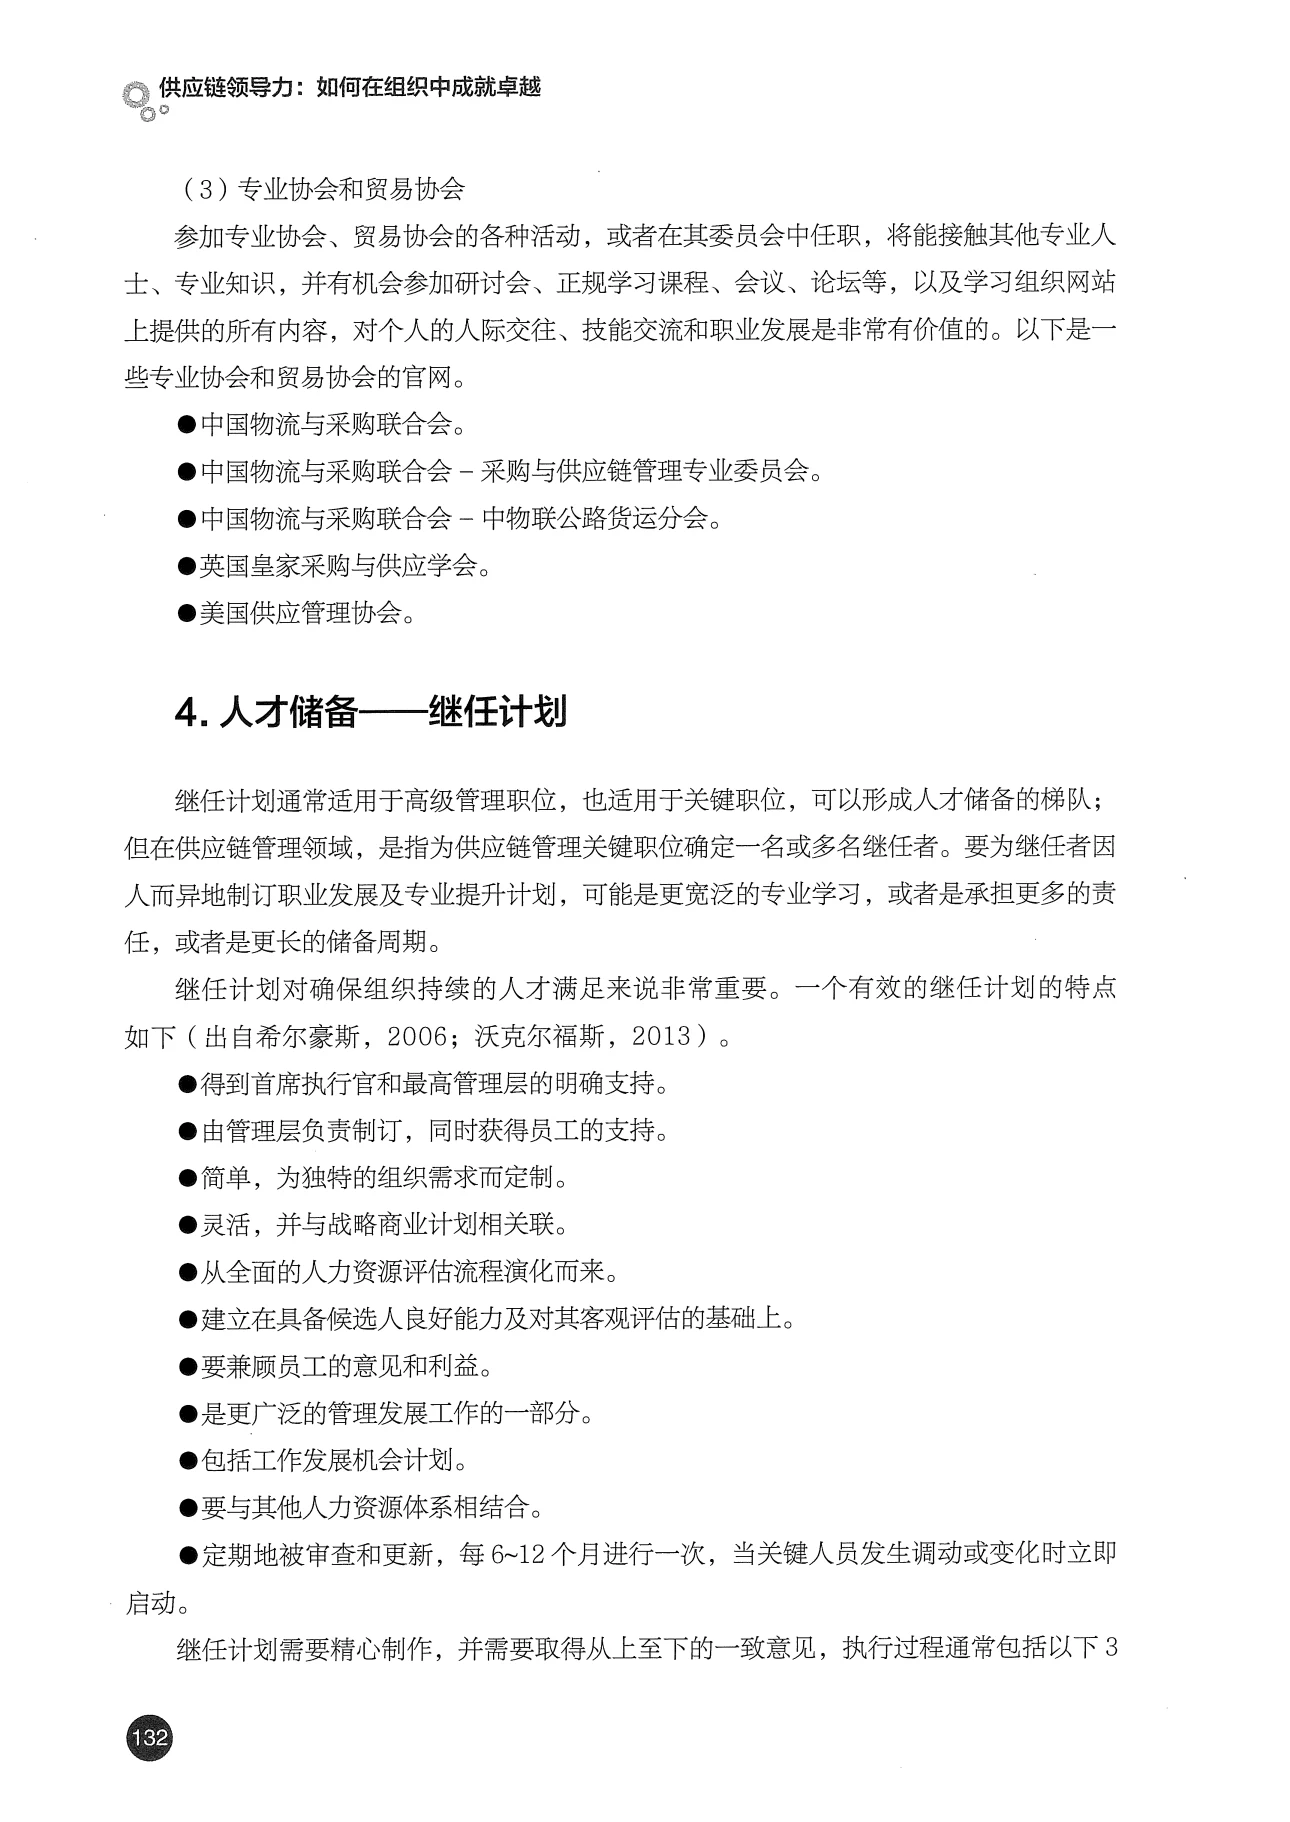 供应链领导力：如何在组织中成就卓越
（3）专业协会和贸易协会
参加专业协会、贸易协会的各种活动，或者在其委员会中任职，将能接触其他专业人
士、专业知识，并有机会参加研讨会、正规学习课程、会议、论坛等，以及学习组织网站
上提供的所有内容，对个人的人际交往、技能交流和职业发展是非常有价值的。以下是一
些专业协会和贸易协会的官网。
●中国物流与采购联合会。
●中国物流与采购联合会－采购与供应链管理专业委员会。
●中国物流与采购联合会－中物联公路货运分会。
●英国皇家采购与供应学会。
●美国供应管理协会。
4. 人才储备——继任计划
继任计划通常适用于高级管理职位，也适用于关键职位，可以形成人才储备的梯队；
但在供应链管理领域，是指为供应链管理关键职位确定一名或多名继任者。要为继任者因
人而异地制订职业发展及专业提升计划，可能是更宽泛的专业学习，或者是承担更多的责
任，或者是更长的储备周期。
继任计划对确保组织持续的人才满足来说非常重要。一个有效的继任计划的特点
如下（出自希尔豪斯，2006；沃克尔福斯，2013）。
●得到首席执行官和最高管理层的明确支持。
●由管理层负责制订，同时获得员工的支持。
●简单，为独特的组织需求而定制。
●灵活，并与战略商业计划相关联。
●从全面的人力资源评估流程演化而来。
●建立在具备候选人良好能力及对其客观评估的基础上。
●要兼顾员工的意见和利益。
●是更广泛的管理发展工作的一部分。
●包括工作发展机会计划。
●要与其他人力资源体系相结合。
●定期地被审查和更新，每 6~12 个月进行一次，当关键人员发生调动或变化时立即
启动。
继任计划需要精心制作，并需要取得从上至下的一致意见，执行过程通常包括以下 3
132